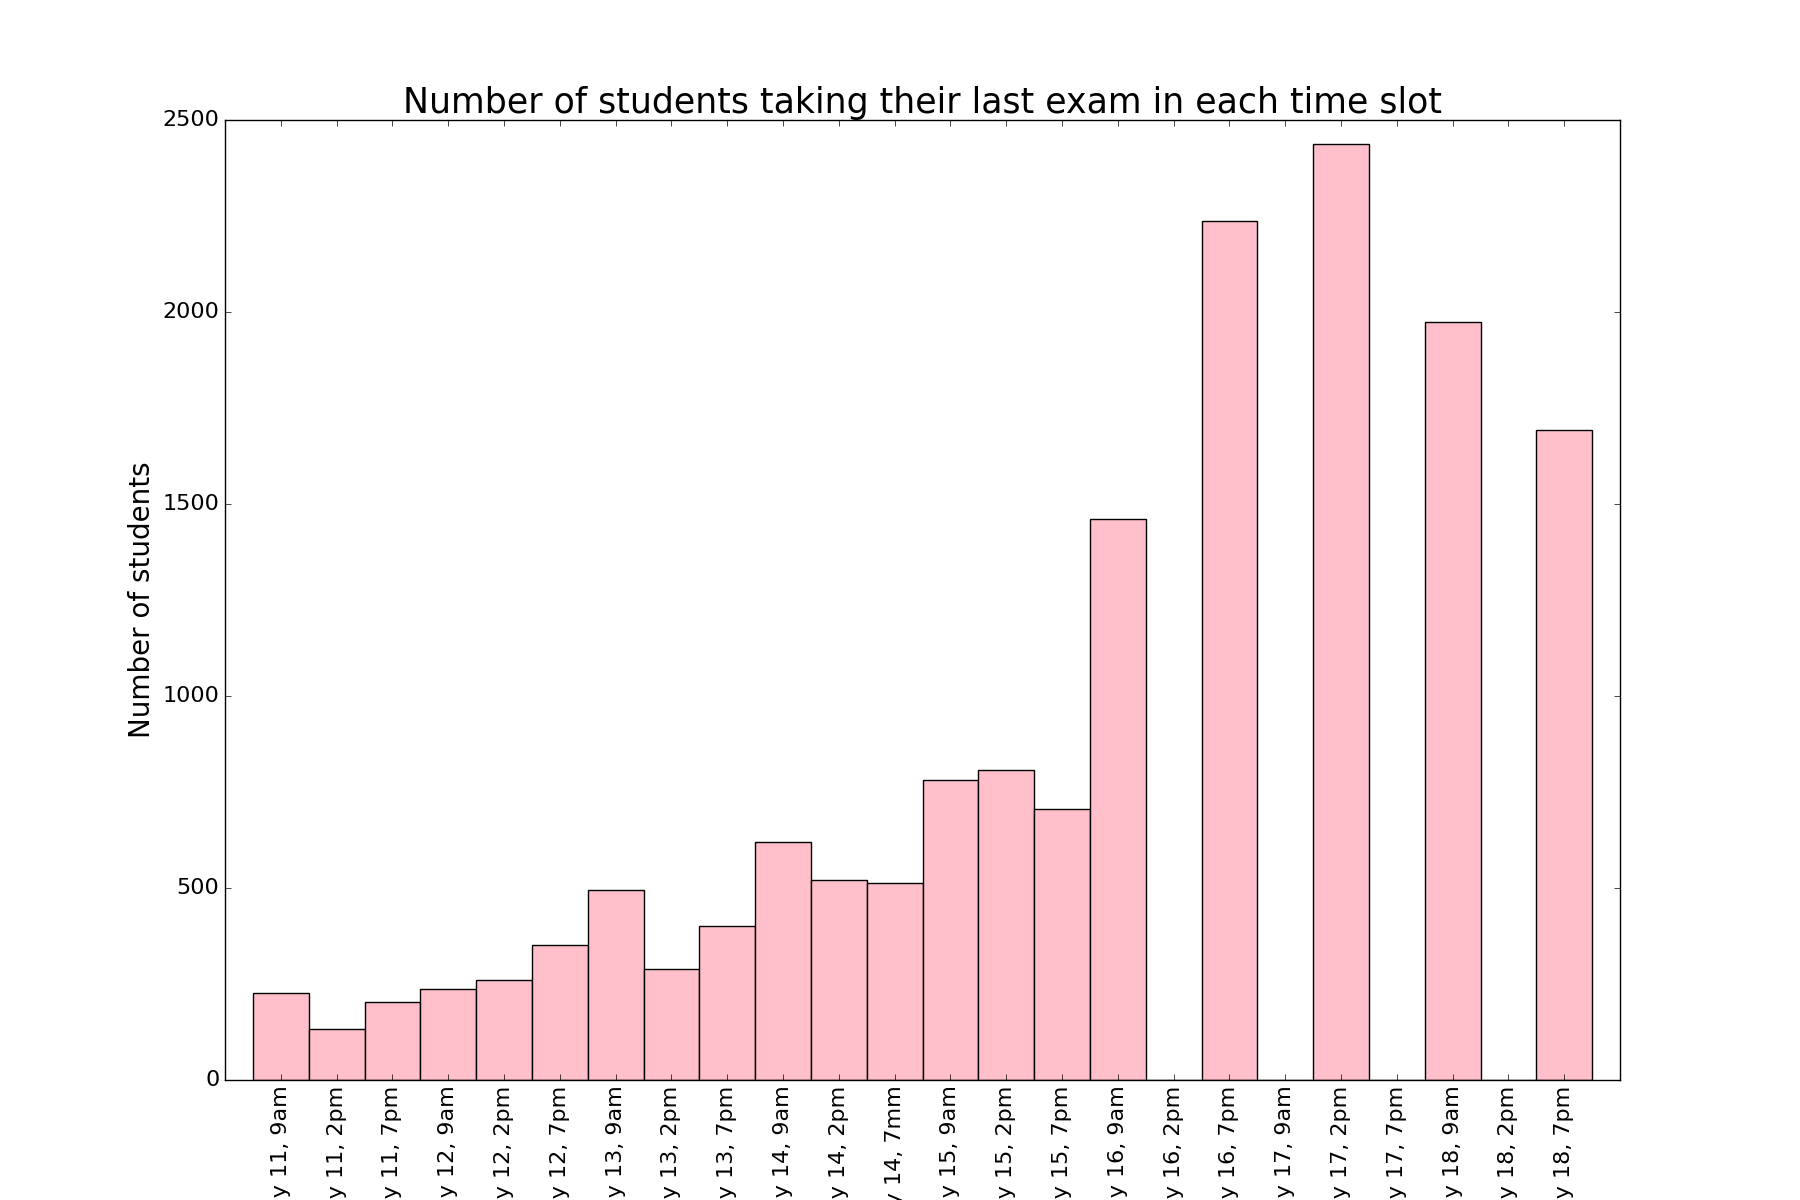 Number of students taking their last exam in each time slot
Number of students
2500
2000
1500
1000
500
0
y 11, 9am
y 11, 2pm
y 11, 7pm
y 12, 9am
y 12, 2pm
y 12, 7pm
y 13, 9am
y 13, 2pm
y 13, 7pm
y 14, 9am
y 14, 2pm
y 14, 7mm
y 15, 9am
y 15, 2pm
y 15, 7pm
y 16, 9am
y 16, 2pm
y 16, 7pm
y 17, 9am
y 17, 2pm
y 17, 7pm
y 18, 9am
y 18, 2pm
y 18, 7pm